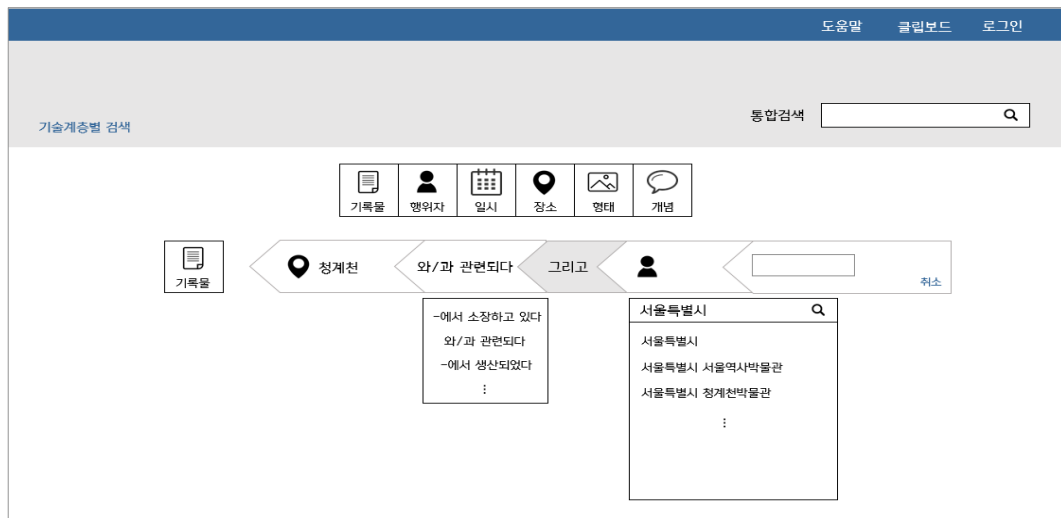 도움말 클립보드 로그인
통합검색
기술계층별 검색
기록물 행위자 일시 장소 형태 개념
기록물 청계천 와/과 관련되다 그리고 취소
-에서 소장하고 있다
와/과 관련되다
-에서 생산되었다
⋮
서울특별시
서울특별시
서울특별시 서울역사박물관
서울특별시 청계천박물관
⋮